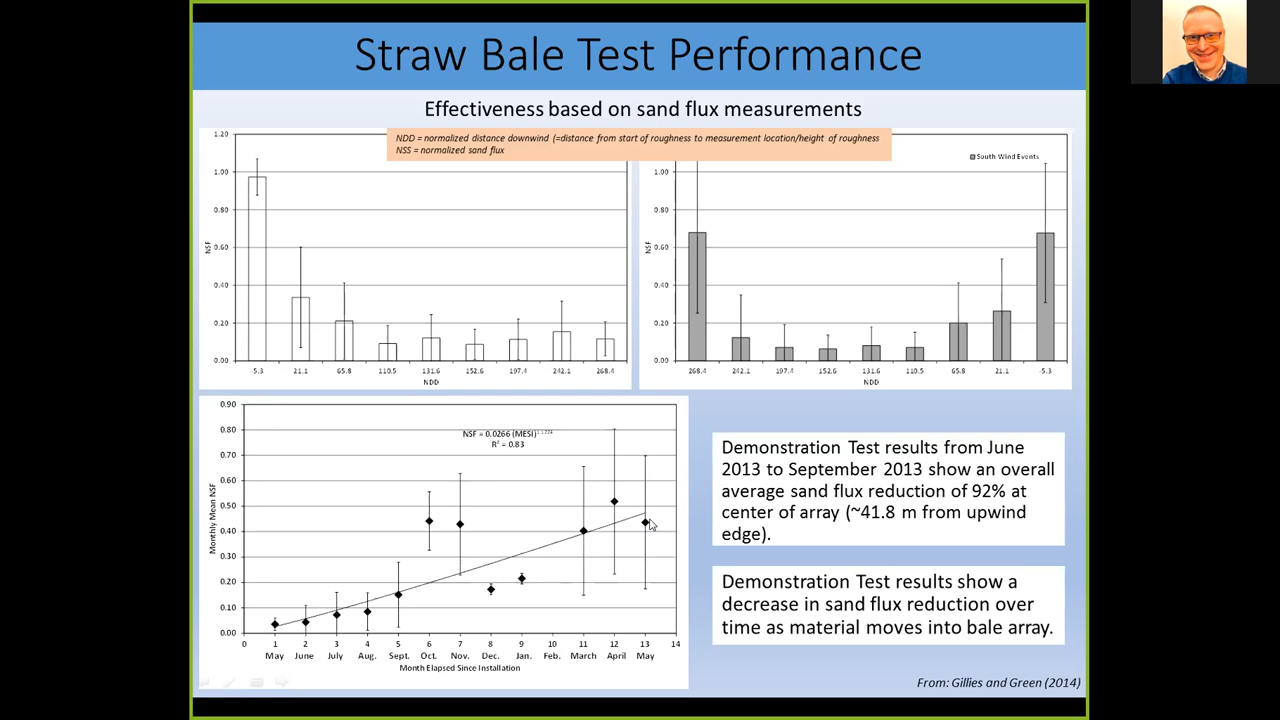 Straw Bale Test Performance
Effectiveness based on sand flux measurements
NDD = normalized distance downwind (=distance from start of roughness to measurement location/height of roughness
NSS = normalized sand flux
1.20
1.00
0.80
0.60
0.40
0.20
0.00
NSF
-5.3 21.1 65.8 110.5 131.6 152.6 197.4 242.1 268.4
NDD
South Wind Events
1.00
0.80
0.60
0.40
0.20
0.00
NSF
268.4 242.1 197.4 152.6 131.6 110.5 65.8 21.1 -5.3
NDD
0.90
0.80
0.70
0.60
0.50
0.40
0.30
0.20
0.10
0.00
Monthly Mean NSF
NSF = 0.0266 (MESI)
R² = 0.83
0 1 2 3 4 5 6 7 8 9 10 11 12 13 14
May June July Aug. Sept. Oct. Nov. Dec. Jan. Feb. March April May
Month Elapsed Since Installation
Demonstration Test results from June
2013 to September 2013 show an overall
average sand flux reduction of 92% at
center of array (~41.8 m from upwind
edge).
Demonstration Test results show a
decrease in sand flux reduction over
time as material moves into bale array.
From: Gillies and Green (2014)